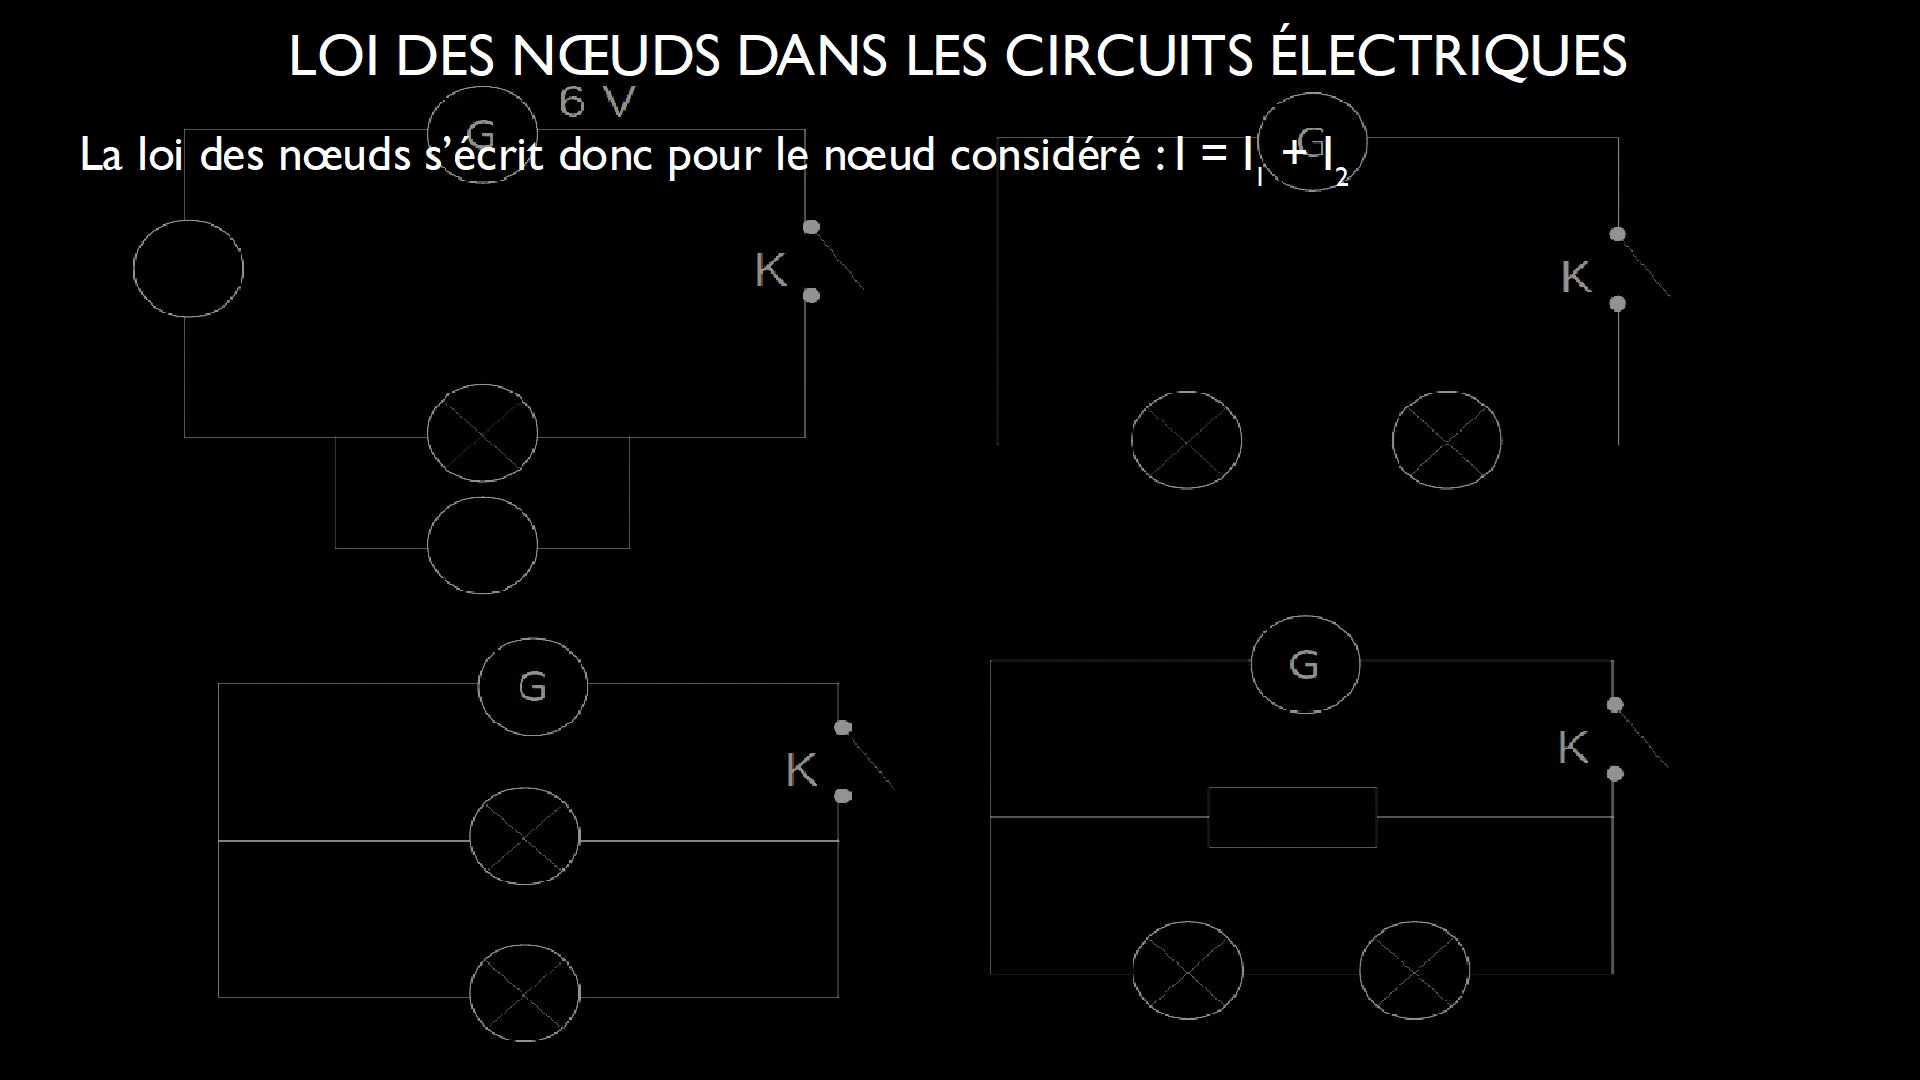 LOI DES NŒUDS DANS LES CIRCUITS ÉLECTRIQUES
G 6 V G
La loi des nœuds s’écrit donc pour le nœud considéré : I = I₁ + I₂
K K
G G
K K